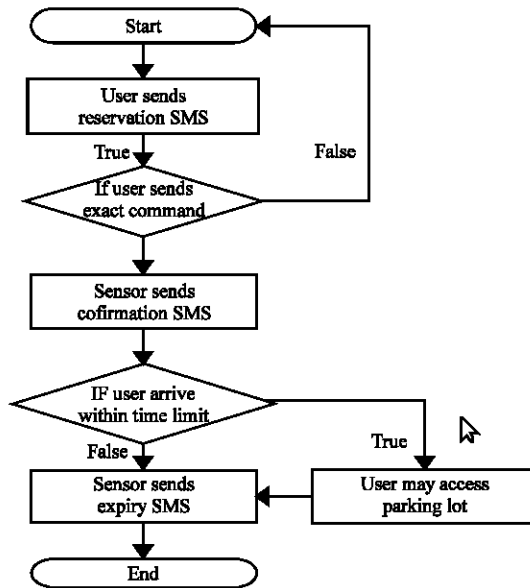 Start
User sends
reservation SMS
True
False
If user sends
exact command
Sensor sends
cofirmation SMS
IF user arrive
within time limit
True
False
Sensor sends
expiry SMS
User may access
parking lot
End